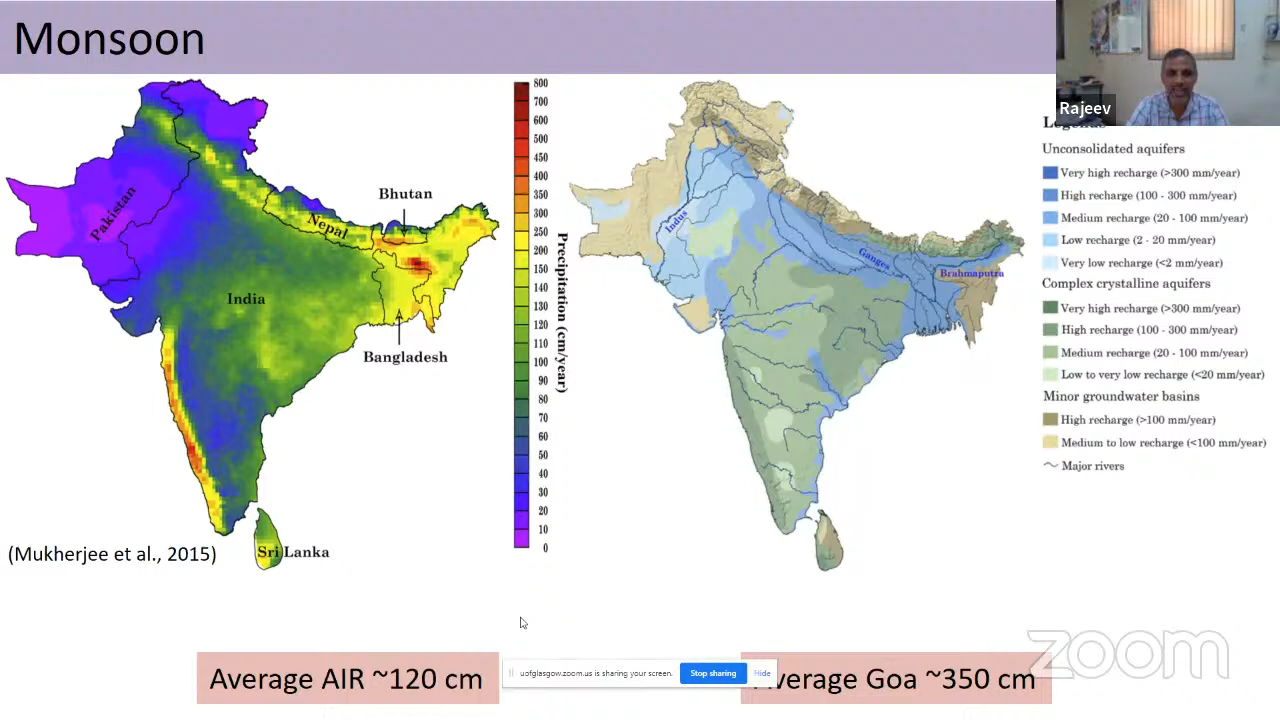 Monsoon
Rajeev
Pakistan
Nepal
Bhutan
India
Bangladesh
Sri Lanka
(Mukherjee et al., 2015)
800
700
600
500
450
400
350
300
250
200
150
140
130
120
110
100
90
80
70
60
50
40
30
20
10
0
Precipitation (cm/year)
Indus
Ganges
Brahmaputra
Unconsolidated aquifers
Very high recharge (>300 mm/year)
High recharge (100 - 300 mm/year)
Medium recharge (20 - 100 mm/year)
Low recharge (2 - 20 mm/year)
Very low recharge (<2 mm/year)
Complex crystalline aquifers
Very high recharge (>300 mm/year)
High recharge (100 - 300 mm/year)
Medium recharge (20 - 100 mm/year)
Low to very low recharge (<20 mm/year)
Minor groundwater basins
High recharge (>100 mm/year)
Medium to low recharge (<100 mm/year)
Major rivers
Average AIR ~120 cm
uofglasgow.zoom.us is sharing your screen.
Stop sharing
Hide
Goa ~350 cm
zoom